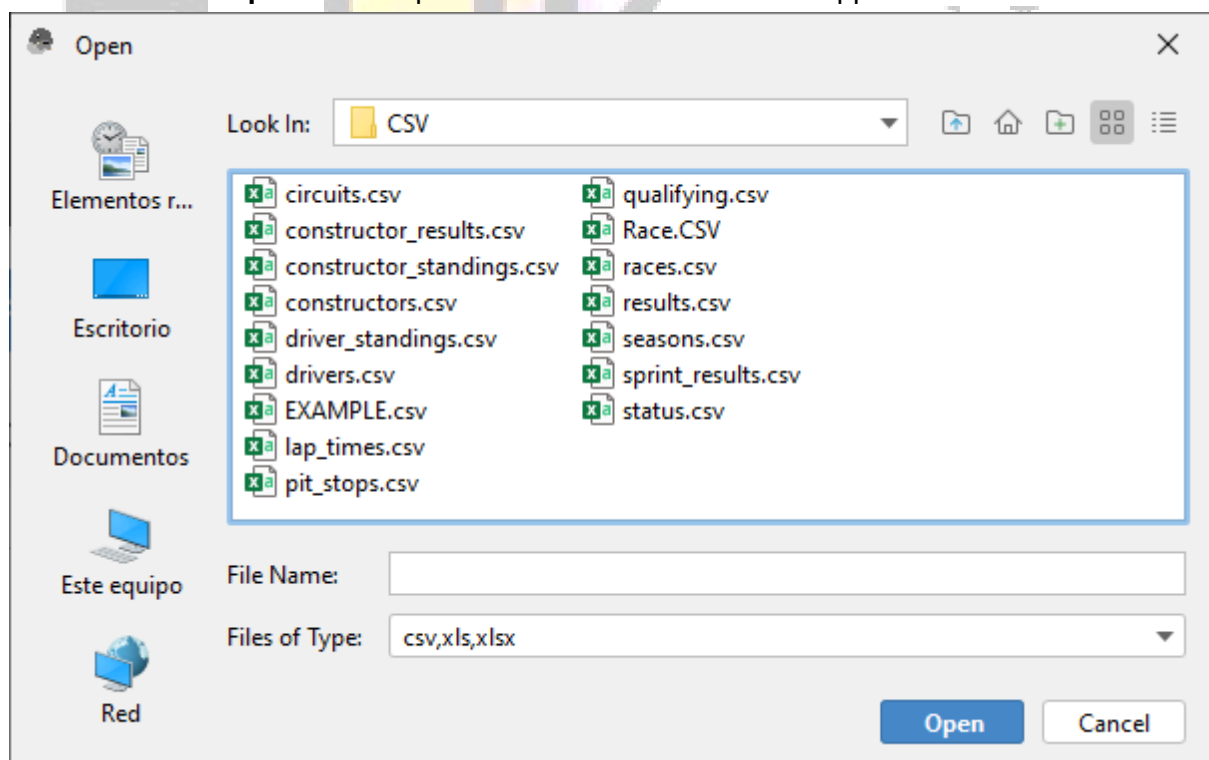 Open
Look In: CSV
Elementos r...
Escritorio
Documentos
Este equipo
Red
circuits.csv
constructor_results.csv
constructor_standings.csv
constructors.csv
driver_standings.csv
drivers.csv
EXAMPLE.csv
lap_times.csv
pit_stops.csv
qualifying.csv
Race.CSV
races.csv
results.csv
seasons.csv
sprint_results.csv
status.csv
File Name:
Files of Type: csv,xls,xlsx
Open Cancel